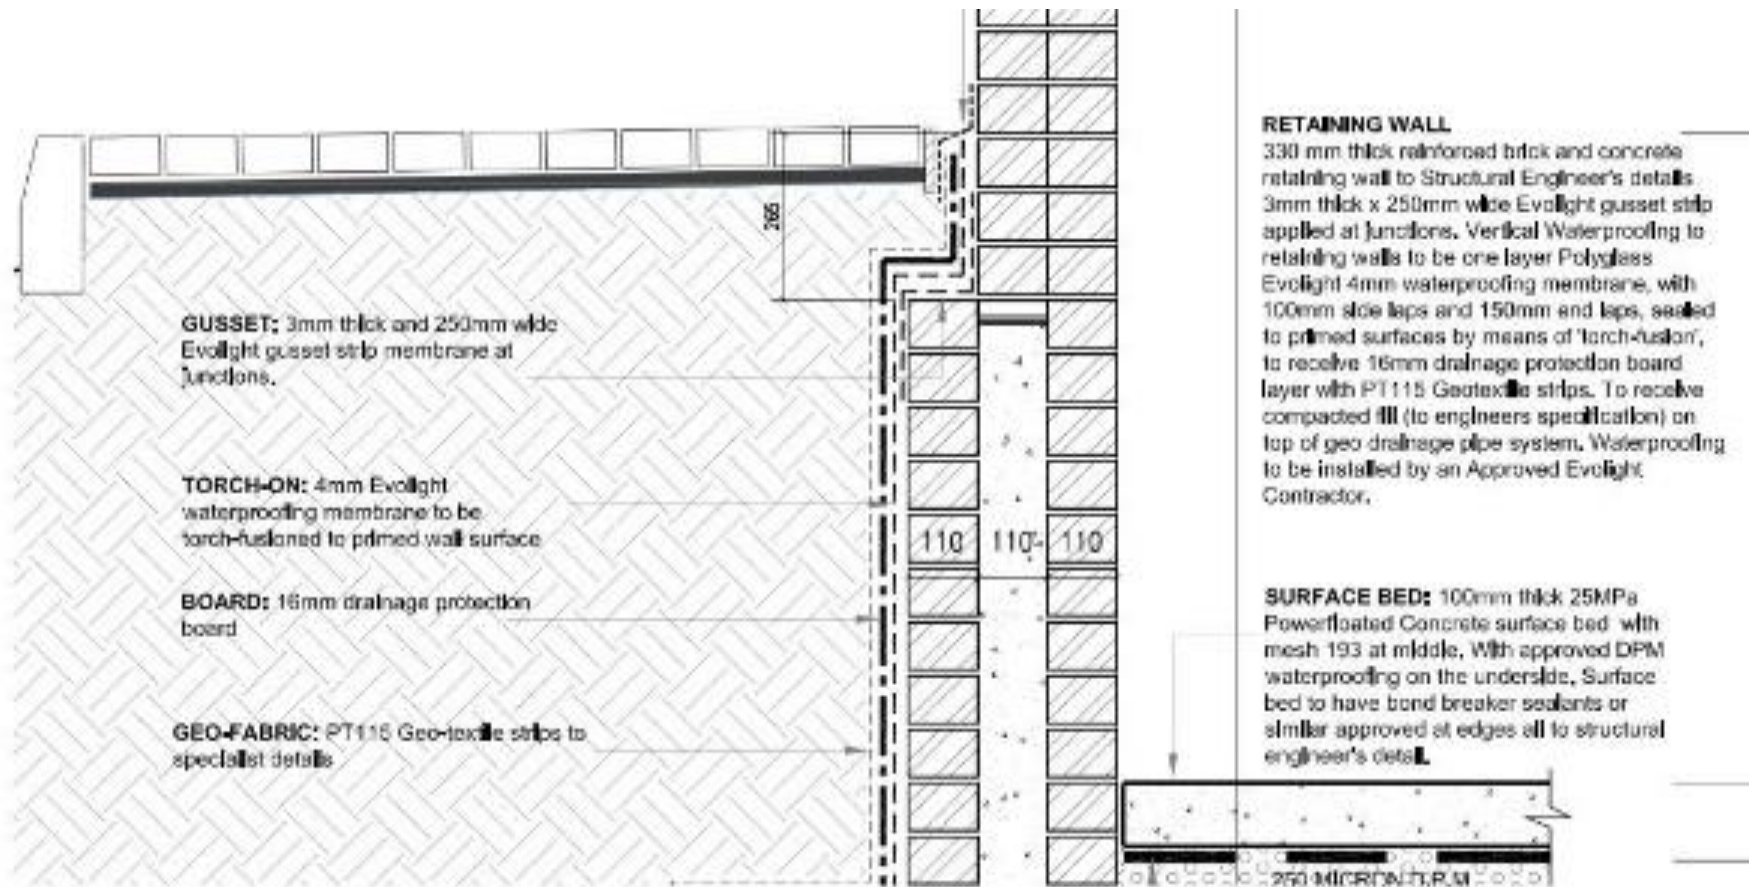 RETAINING WALL
330 mm thick reinforced brick and concrete
retaining wall to Structural Engineer's details
3mm thick x 250mm wide Evolight gusset strip
applied at junctions. Vertical Waterproofing to
retaining walls to be one layer Polyglass
Evolight 4mm waterproofing membrane, with
100mm side laps and 150mm end laps, sealed
to primed surfaces by means of 'torch-fusion',
to receive 16mm drainage protection board
layer with PT115 Geotextile strips. To receive
compacted fill (to engineers specification) on
top of geo drainage pipe system. Waterproofing
to be installed by an Approved Evolight
Contractor.
265
GUSSET: 3mm thick and 250mm wide
Evolight gusset strip membrane at
junctions.
TORCH-ON: 4mm Evolight
waterproofing membrane to be
torch-fusioned to primed wall surface
110 110 110
BOARD: 16mm drainage protection
board
SURFACE BED: 100mm thick 25MPa
Powerfloated Concrete surface bed with
mesh 193 at middle. With approved DPM
waterproofing on the underside. Surface
bed to have bond breaker sealants or
similar approved at edges all to structural
engineer's detail.
GEO-FABRIC: PT115 Geo-textile strips to
specialist details
250 MICRON D.P.M